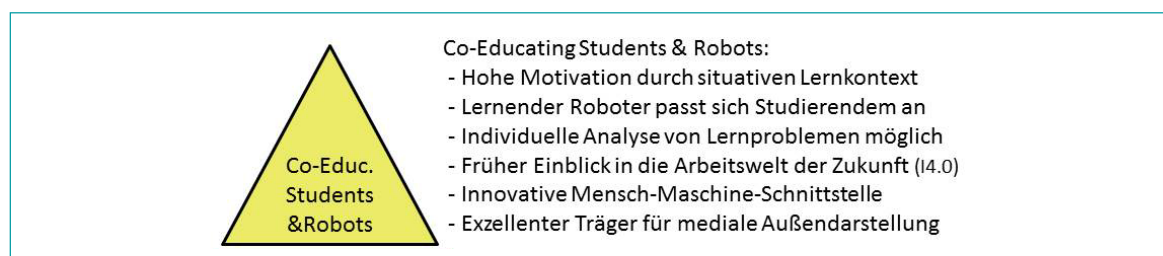 Co-Educ.
Students
&Robots
Co-Educating Students & Robots:
- Hohe Motivation durch situativen Lernkontext
- Lernender Roboter passt sich Studierendem an
- Individuelle Analyse von Lernproblemen möglich
- Früher Einblick in die Arbeitswelt der Zukunft (I4.0)
- Innovative Mensch-Maschine-Schnittstelle
- Exzellenter Träger für mediale Außendarstellung